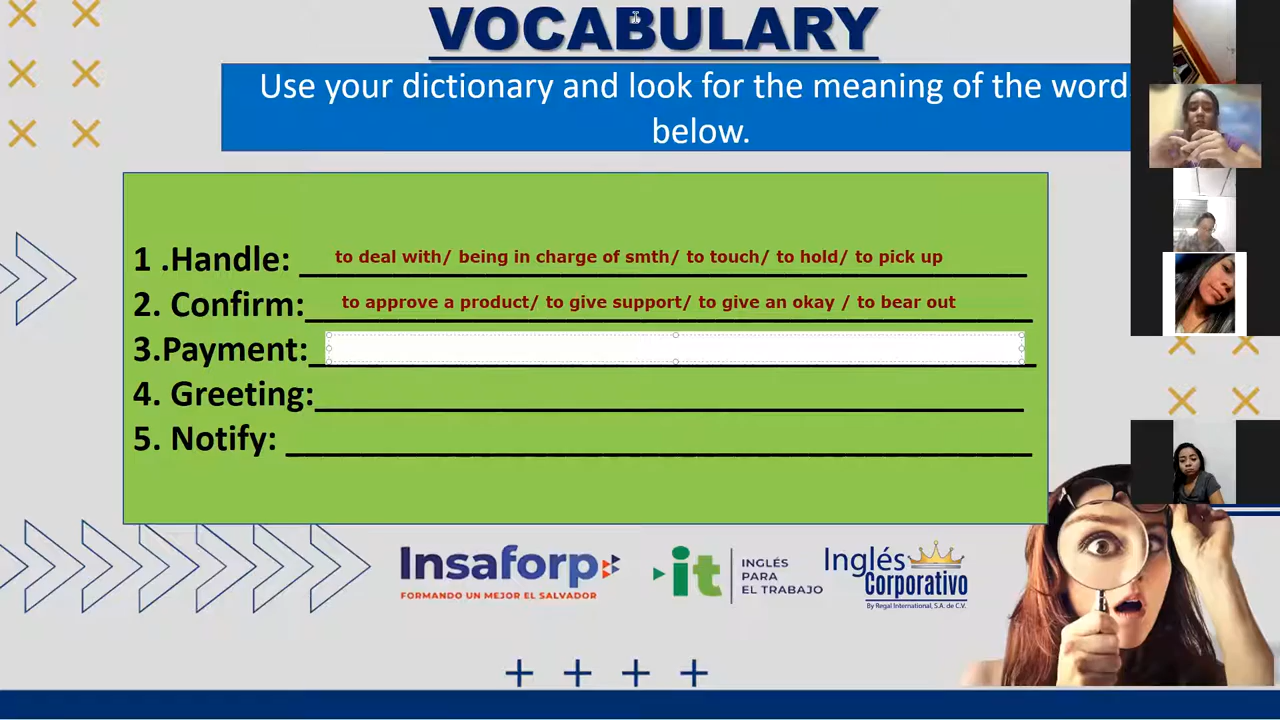 VOCABULARY
Use your dictionary and look for the meaning of the word
below.
1 .Handle: to deal with/ being in charge of smth/ to touch/ to hold/ to pick up
2. Confirm: to approve a product/ to give support/ to give an okay / to bear out
3.Payment:
4. Greeting:
5. Notify:
Insaforp
FORMANDO UN MEJOR EL SALVADOR
it
INGLÉS
PARA
EL TRABAJO
Inglés
Corporativo
By Regal International, S.A. de C.V.